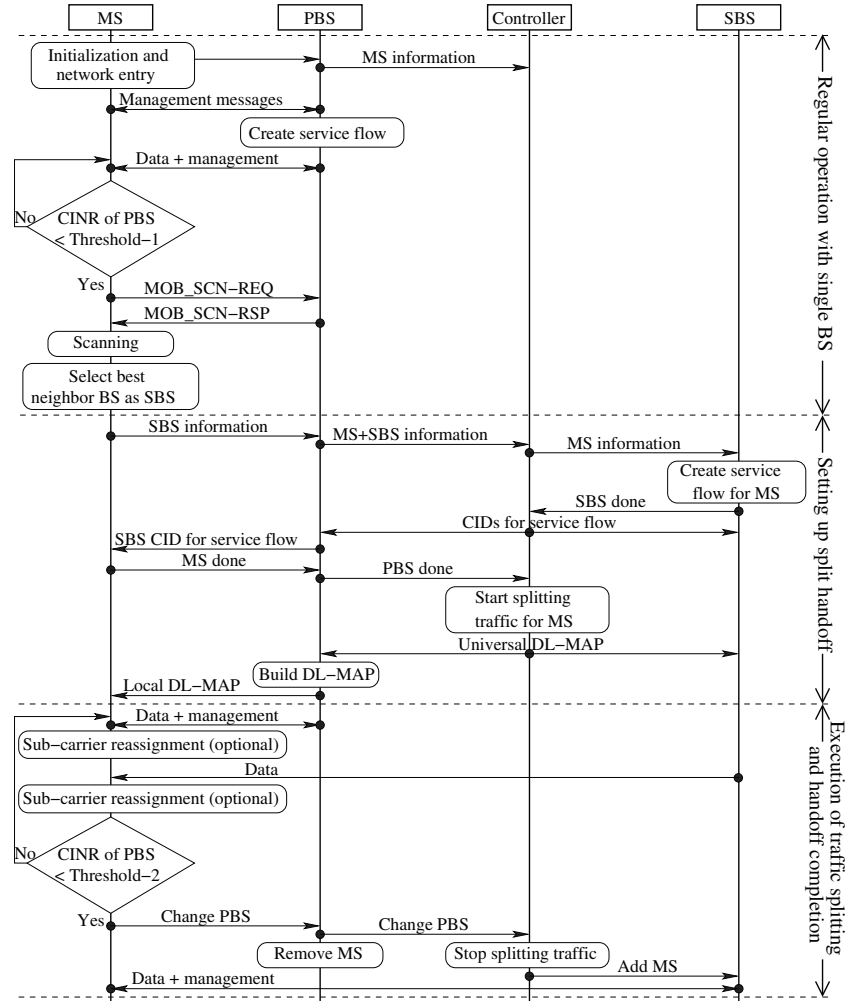 MS
PBS
Controller
SBS
Initialization and
network entry
MS information
Management messages
Create service flow
Data + management
No
CINR of PBS
< Threshold−1
Yes
MOB_SCN−REQ
MOB_SCN−RSP
Scanning
Select best
neighbor BS as SBS
Regular operation with single BS
SBS information
MS+SBS information
MS information
Create service
flow for MS
SBS done
CIDs for service flow
SBS CID for service flow
MS done
PBS done
Start splitting
traffic for MS
Universal DL−MAP
Build DL−MAP
Local DL−MAP
Setting up split handoff
Data + management
Sub−carrier reassignment (optional)
Data
Sub−carrier reassignment (optional)
No
CINR of PBS
< Threshold−2
Yes
Change PBS
Change PBS
Remove MS
Stop splitting traffic
Add MS
Data + management
Execution of traffic splitting
and handoff completion